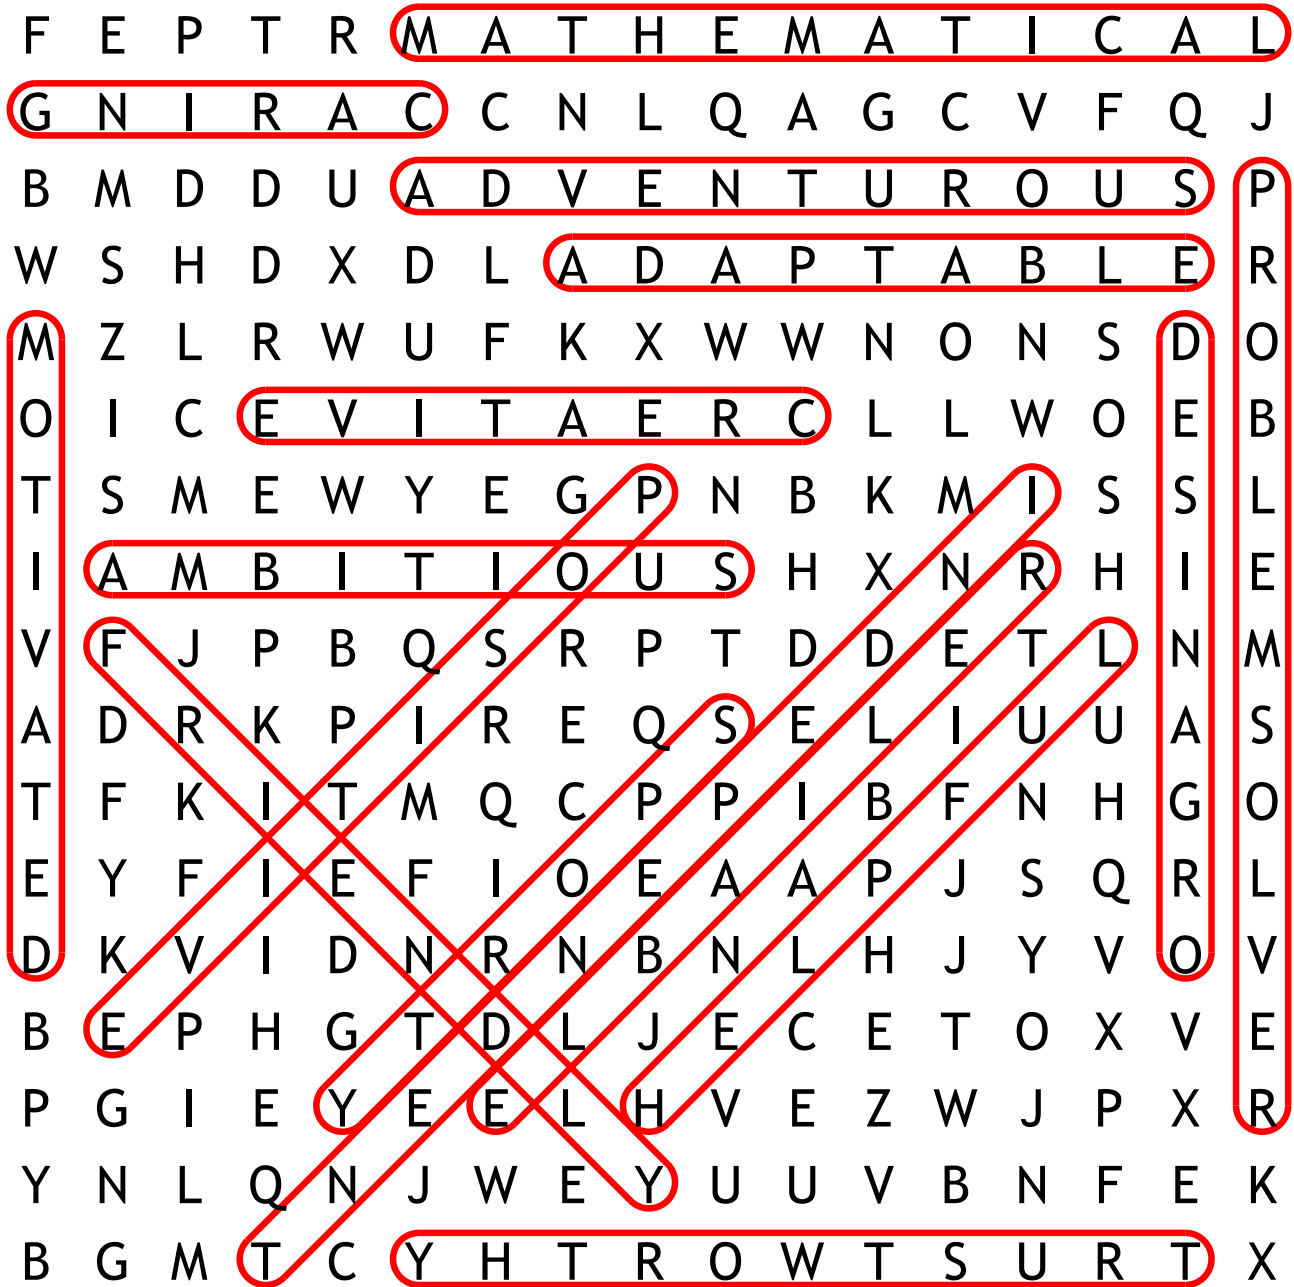 F E P T R M A T H E M A T I C A L
G N I R A C C N L Q A G C V F Q J
B M D D U A D V E N T U R O U S P
W S H D X D L A D A P T A B L E R
M Z L R W U F K X W W N O N S D O
O I C E V I T A E R C L L W O E B
T S M E W Y E G P N B K M I S S L
I A M B I T I O U S H X N R H I E
V F J P B Q S R P T D D E T L N M
A D R K P I R E Q S E L I U U A S
T F K I T M Q C P P I B F N H G O
E Y F I E F I O E A A P J S Q R L
D K V I D N R N B N L H J Y V O V
B E P H G T D L J E C E T O X V E
P G I E Y E E L H V E Z W J P X R
Y N L Q N J W E Y U U V B N F E K
B G M T C Y H T R O W T S U R T X